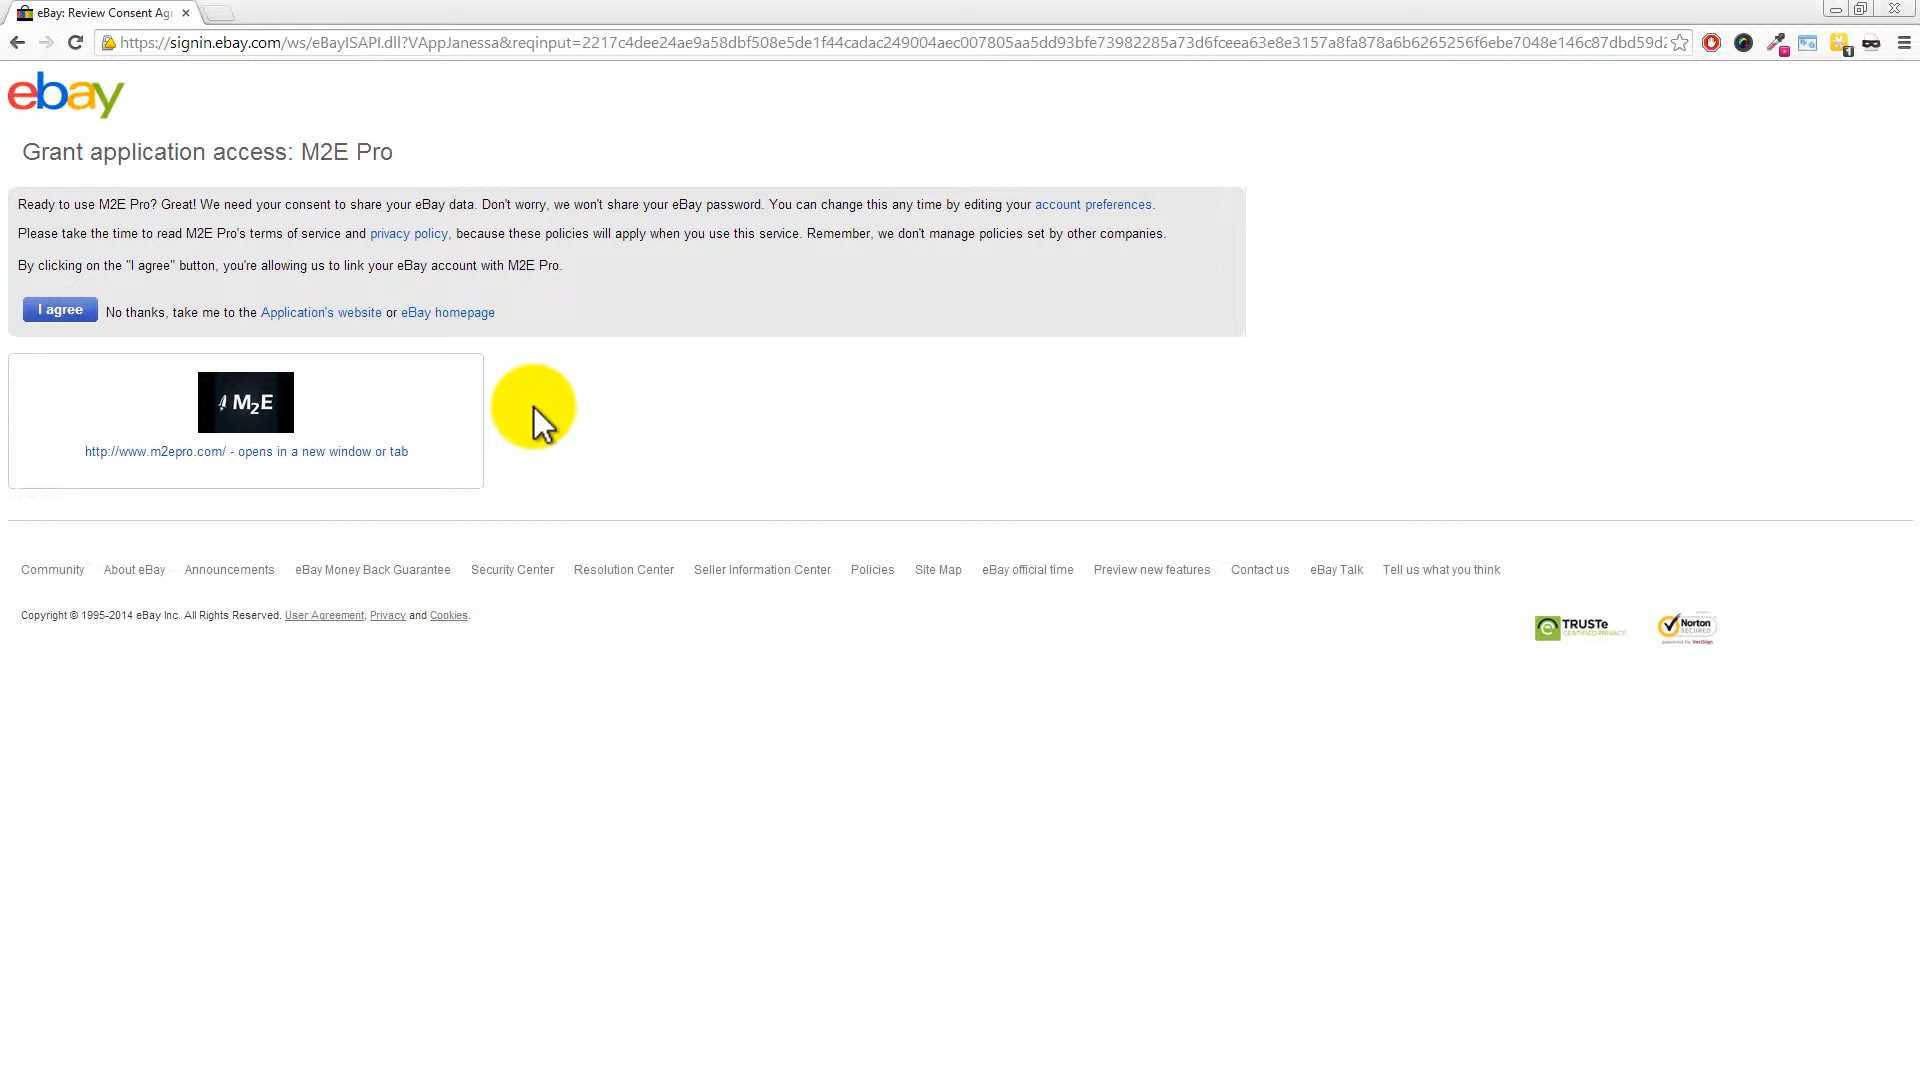 eBay: Review Consent Ag
https://signin.ebay.com/ws/eBayISAPI.dll?VAppJanessa&reqinput=2217c4dee24ae9a58dbf508e5de1f44cadac249004aec007805aa5dd93bfe73982285a73d6fceea63e8e3157a8fa878a6b6265256f6ebe7048e146c87dbd59d2
1
ebay
Grant application access: M2E Pro
Ready to use M2E Pro? Great! We need your consent to share your eBay data. Don't worry, we won't share your eBay password. You can change this any time by editing your account preferences.
Please take the time to read M2E Pro's terms of service and privacy policy, because these policies will apply when you use this service. Remember, we don't manage policies set by other companies.
By clicking on the "I agree" button, you're allowing us to link your eBay account with M2E Pro.
I agree No thanks, take me to the Application's website or eBay homepage
M2E
http://www.m2epro.com/ - opens in a new window or tab
Community About eBay Announcements eBay Money Back Guarantee Security Center Resolution Center Seller Information Center Policies Site Map eBay official time Preview new features Contact us eBay Talk Tell us what you think
Copyright © 1995-2014 eBay Inc. All Rights Reserved. User Agreement, Privacy and Cookies.
TRUSTe
CERTIFIED PRIVACY
Norton
SECURED
powered by VeriSign